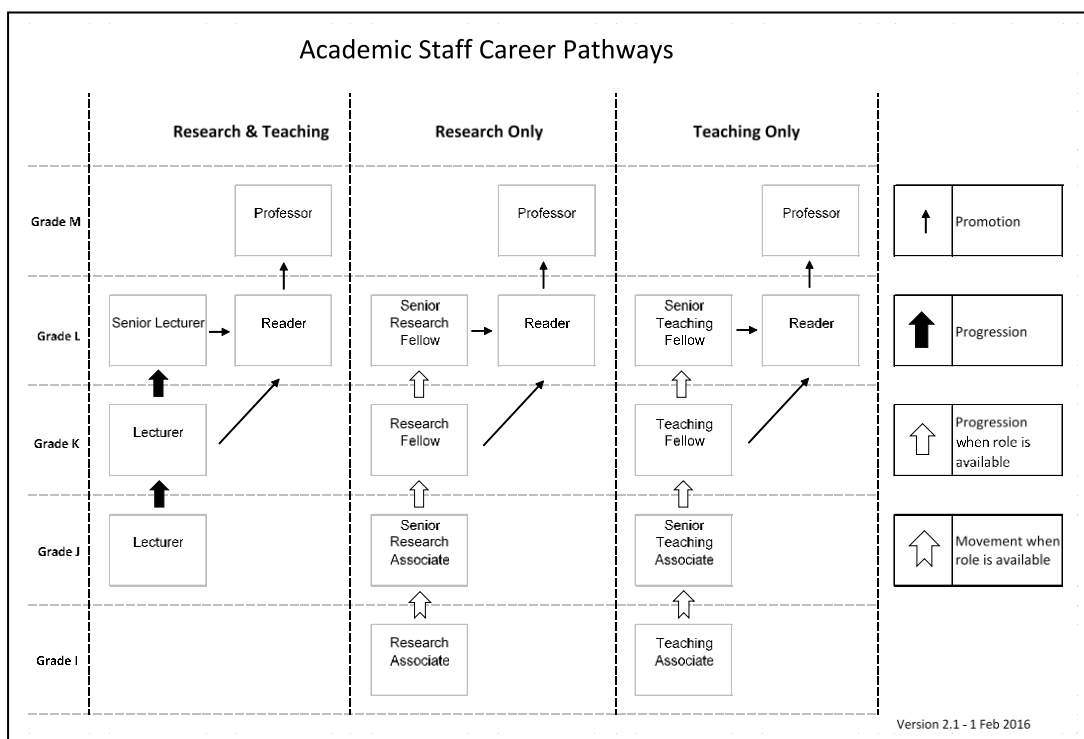 Academic Staff Career Pathways
Research & Teaching
Research Only
Teaching Only
Grade M
Professor
Professor
Professor
Promotion
Grade L
Senior Lecturer
Reader
Senior
Research
Fellow
Reader
Senior
Teaching
Fellow
Reader
Progression
Grade K
Lecturer
Research
Fellow
Teaching
Fellow
Progression
when role is
available
Grade J
Lecturer
Senior
Research
Associate
Senior
Teaching
Associate
Movement when
role is available
Grade I
Research
Associate
Teaching
Associate
Version 2.1 - 1 Feb 2016